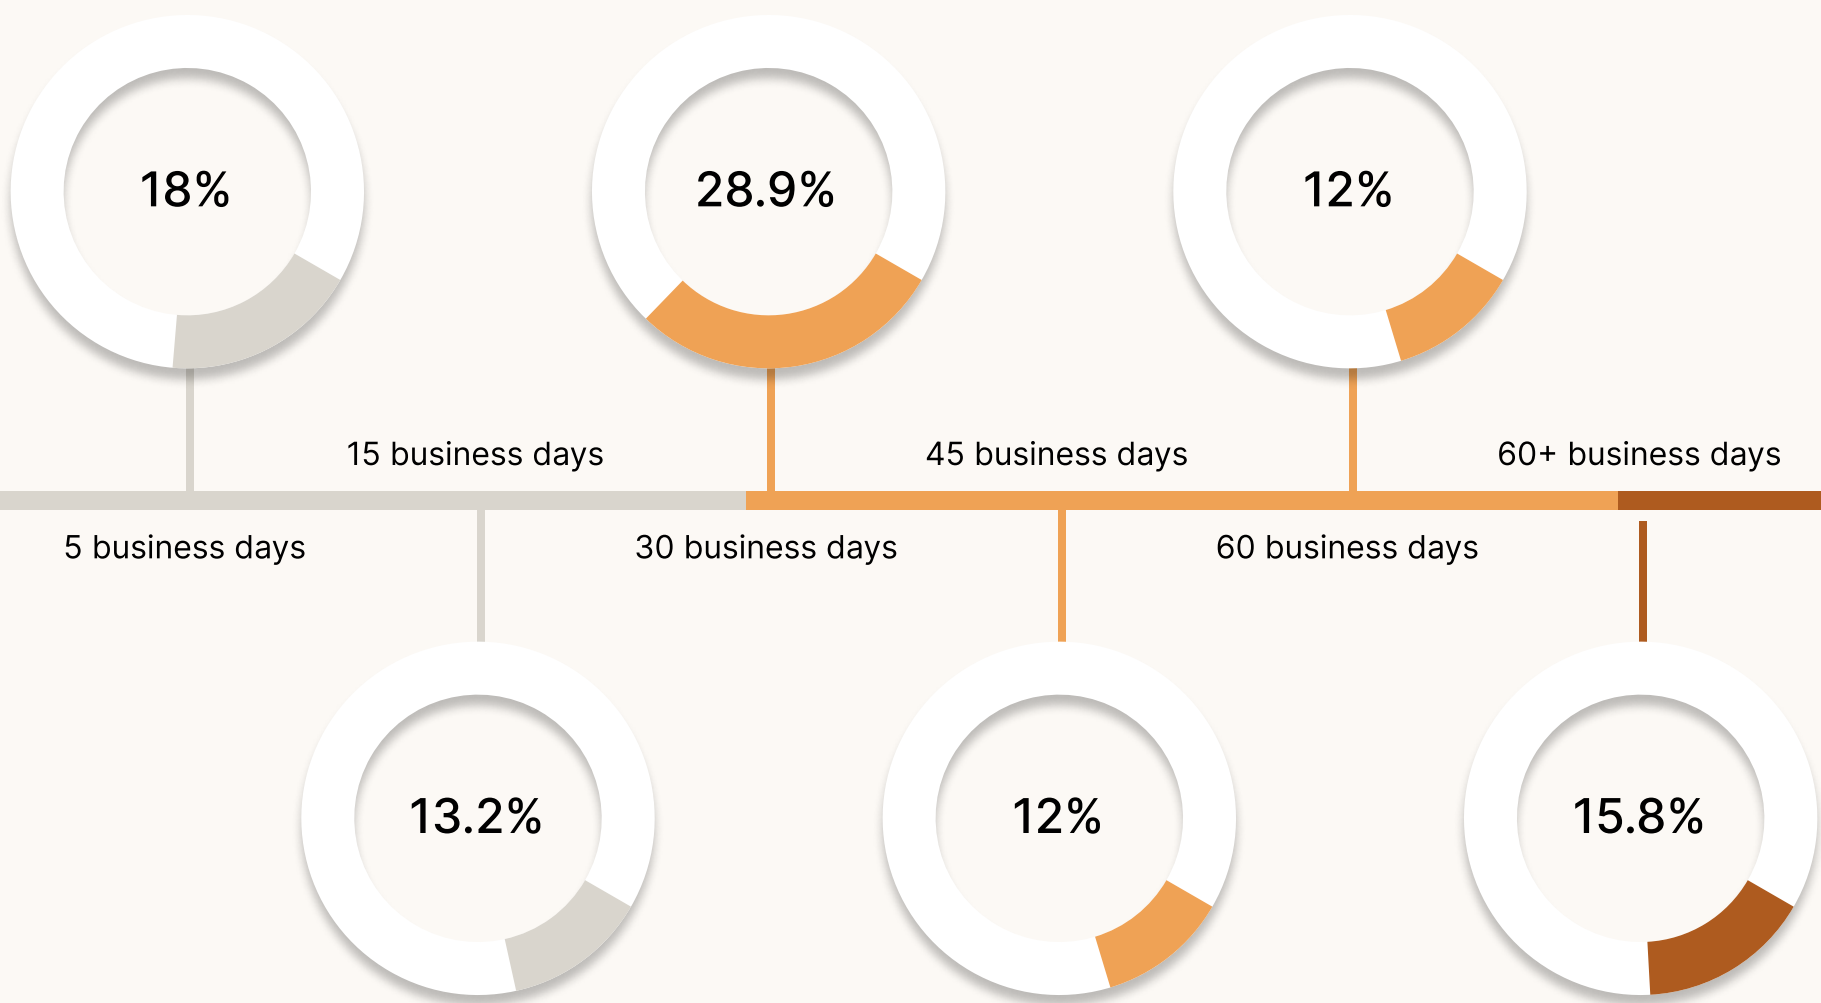 18%
28.9%
12%
15 business days
45 business days
60+ business days
5 business days
30 business days
60 business days
13.2%
12%
15.8%